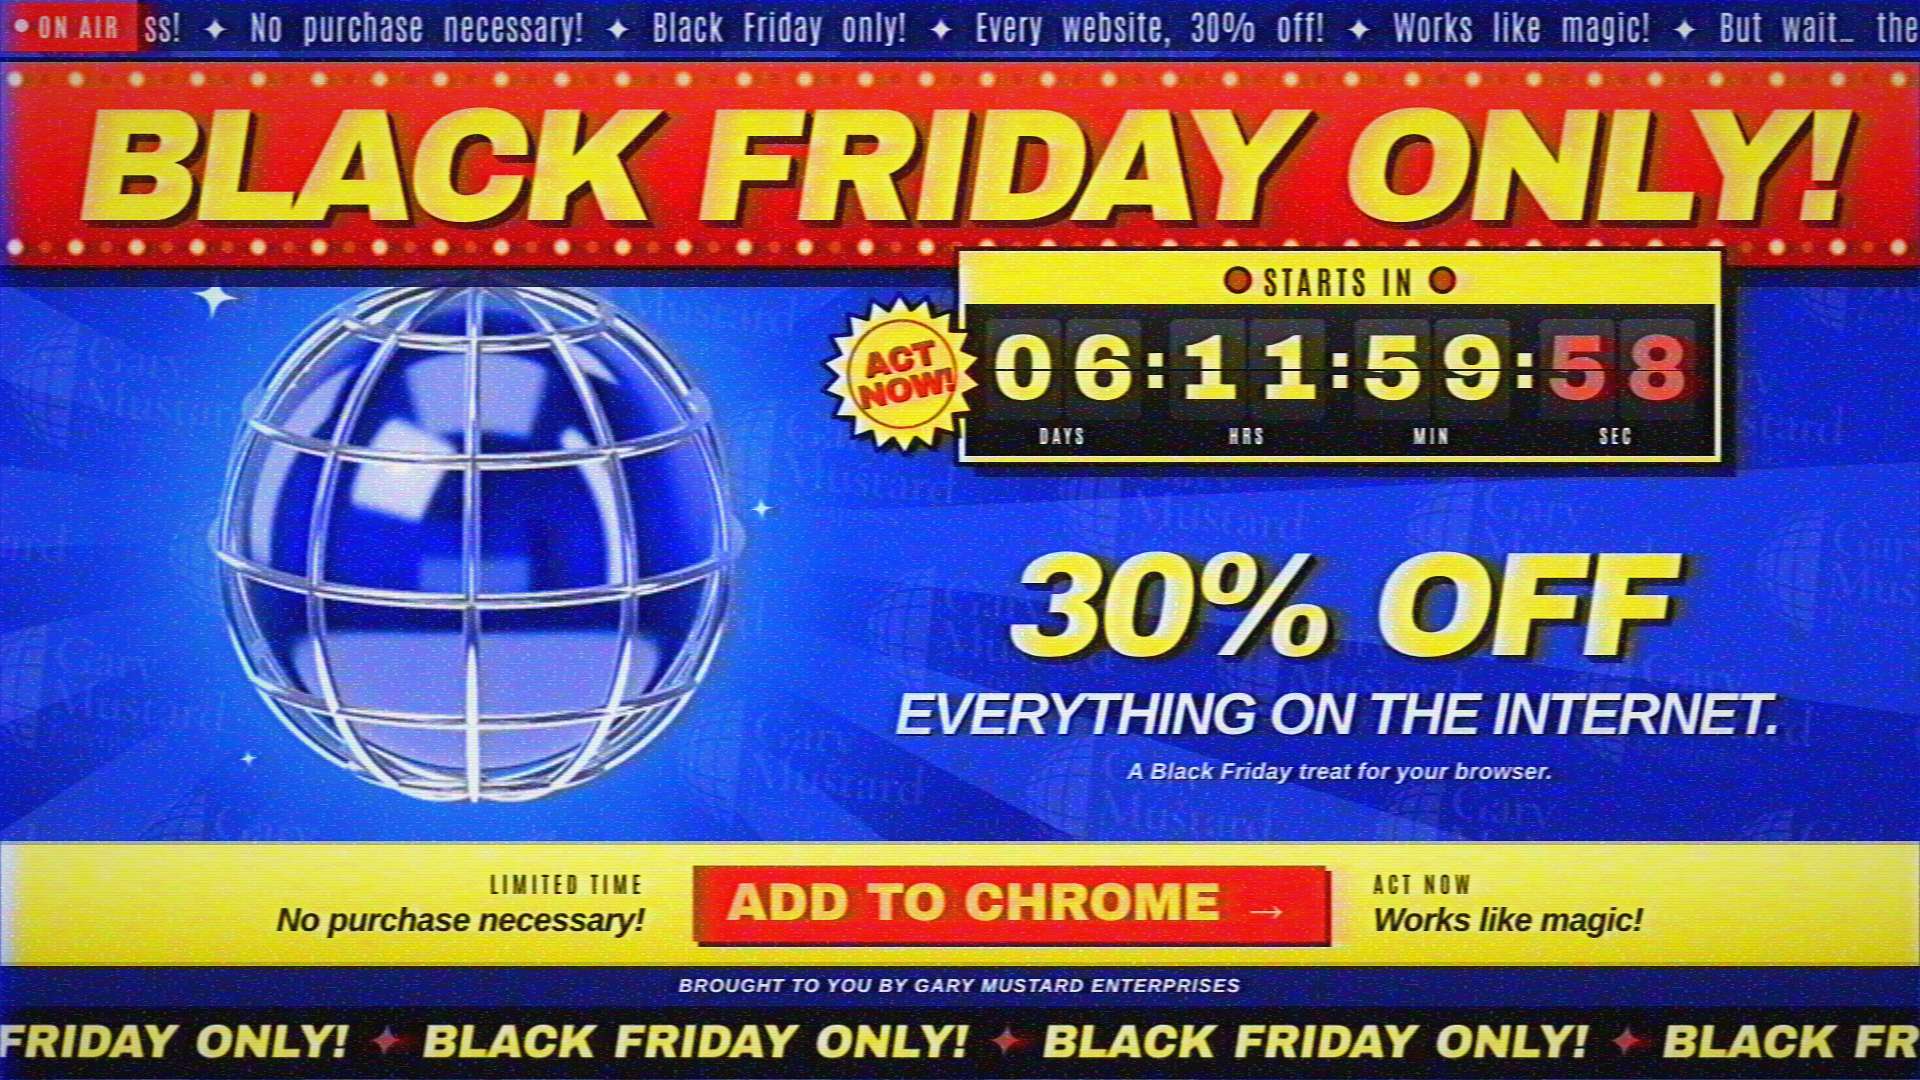 ON AIR ss! ✦ No purchase necessary! ✦ Black Friday only! ✦ Every website, 30% off! ✦ Works like magic! ✦ But wait… the
BLACK FRIDAY ONLY!
STARTS IN
ACT
NOW!
06:11:59:58
DAYS HRS MIN SEC
30% OFF
EVERYTHING ON THE INTERNET.
A Black Friday treat for your browser.
Gary
Mustard
LIMITED TIME
No purchase necessary!
ADD TO CHROME →
ACT NOW
Works like magic!
BROUGHT TO YOU BY GARY MUSTARD ENTERPRISES
FRIDAY ONLY! ✦ BLACK FRIDAY ONLY! ✦ BLACK FRIDAY ONLY! ✦ BLACK FR